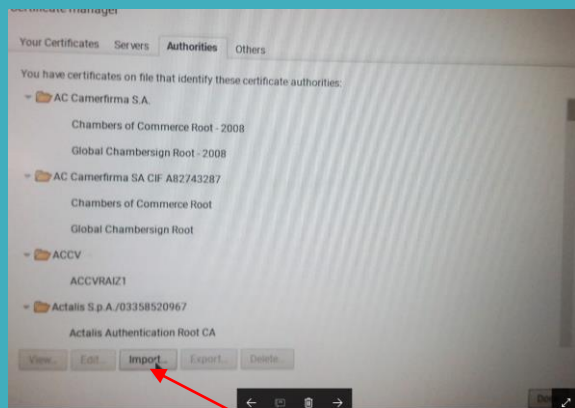 Certificate manager
Your Certificates Servers Authorities Others
You have certificates on file that identify these certificate authorities:
AC Camerfirma S.A.
Chambers of Commerce Root - 2008
Global Chambersign Root - 2008
AC Camerfirma SA CIF A82743287
Chambers of Commerce Root
Global Chambersign Root
ACCV
ACCVRAIZ1
Actalis S.p.A./03358520967
Actalis Authentication Root CA
View... Edit... Import... Export... Delete...